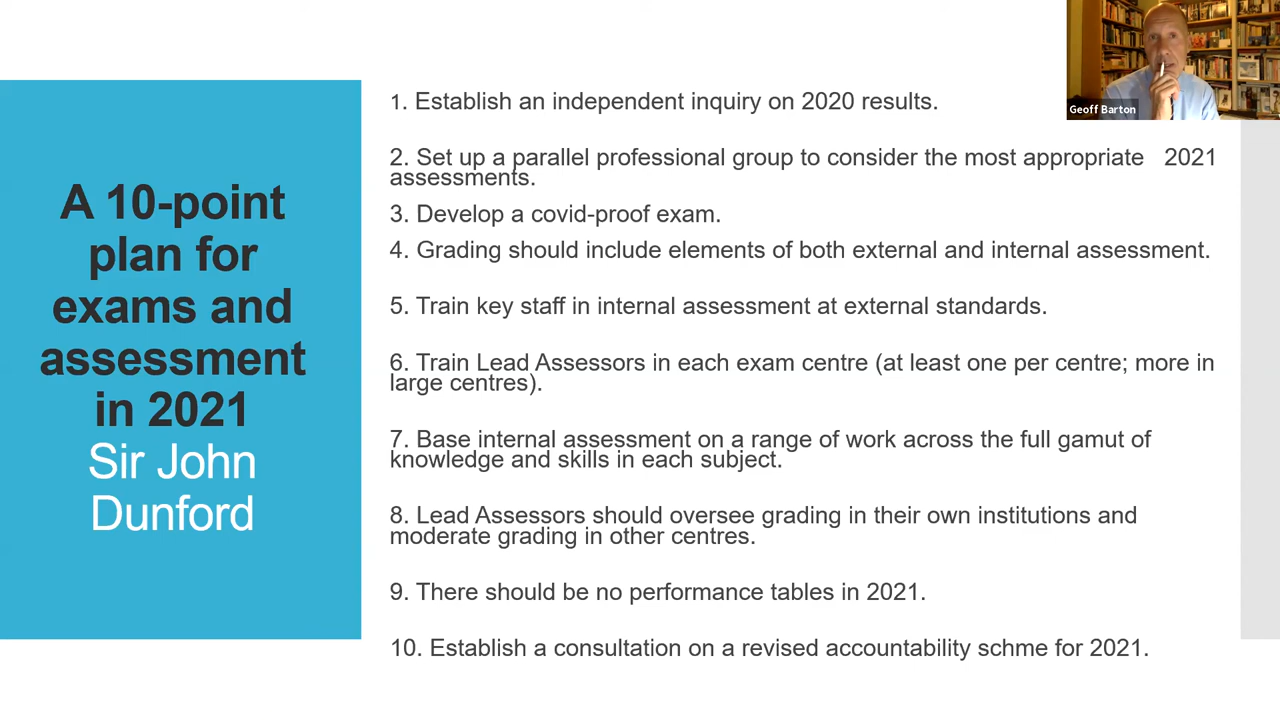 A 10-point
plan for
exams and
assessment
in 2021
Sir John
Dunford
1. Establish an independent inquiry on 2020 results.
2. Set up a parallel professional group to consider the most appropriate 2021
assessments.
3. Develop a covid-proof exam.
4. Grading should include elements of both external and internal assessment.
5. Train key staff in internal assessment at external standards.
6. Train Lead Assessors in each exam centre (at least one per centre; more in
large centres).
7. Base internal assessment on a range of work across the full gamut of
knowledge and skills in each subject.
8. Lead Assessors should oversee grading in their own institutions and
moderate grading in other centres.
9. There should be no performance tables in 2021.
10. Establish a consultation on a revised accountability schme for 2021.
Geoff Barton